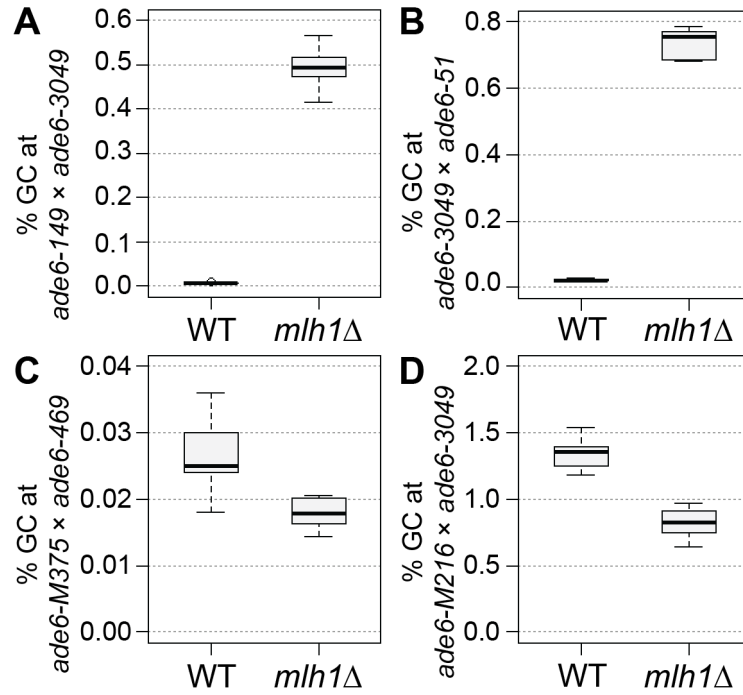 A
% GC at
ade6-149 × ade6-3049
0.6
0.5
0.4
0.3
0.2
0.1
0.0
WT mlh1Δ
B
% GC at
ade6-3049 × ade6-51
0.8
0.6
0.4
0.2
0.0
WT mlh1Δ
C
% GC at
ade6-M375 × ade6-469
0.04
0.03
0.02
0.01
0.00
WT mlh1Δ
D
% GC at
ade6-M216 × ade6-3049
2.0
1.5
1.0
0.5
0.0
WT mlh1Δ